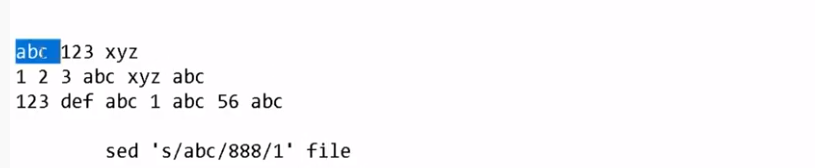 abc 123 xyz
1 2 3 abc xyz abc
123 def abc 1 abc 56 abc
sed 's/abc/888/1' file